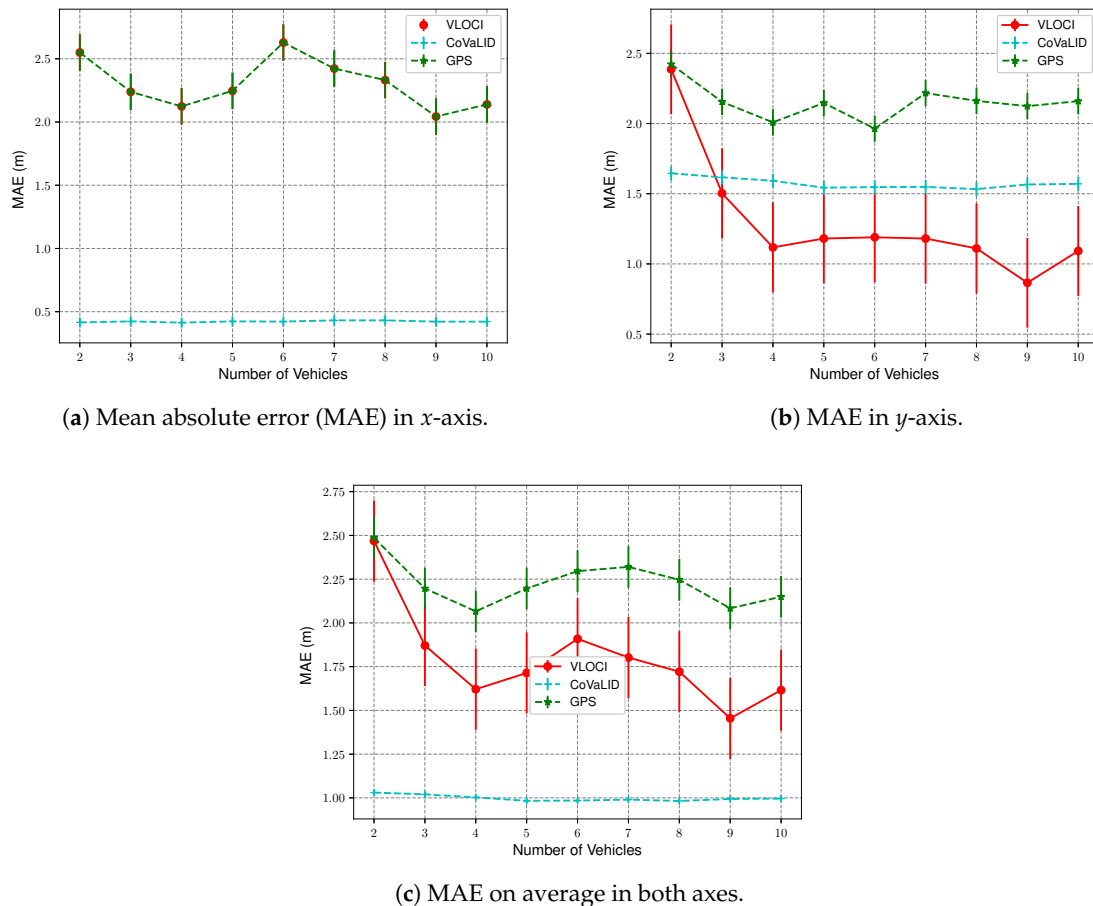 2.5
2.0
1.5
1.0
0.5
MAE (m)
2 3 4 5 6 7 8 9 10
Number of Vehicles
VLOCI
CoVaLID
GPS
(a) Mean absolute error (MAE) in x-axis.
2.5
2.0
1.5
1.0
0.5
MAE (m)
2 3 4 5 6 7 8 9 10
Number of Vehicles
VLOCI
CoVaLID
GPS
(b) MAE in y-axis.
2.75
2.50
2.25
2.00
1.75
1.50
1.25
1.00
MAE (m)
2 3 4 5 6 7 8 9 10
Number of Vehicles
VLOCI
CoVaLID
GPS
(c) MAE on average in both axes.